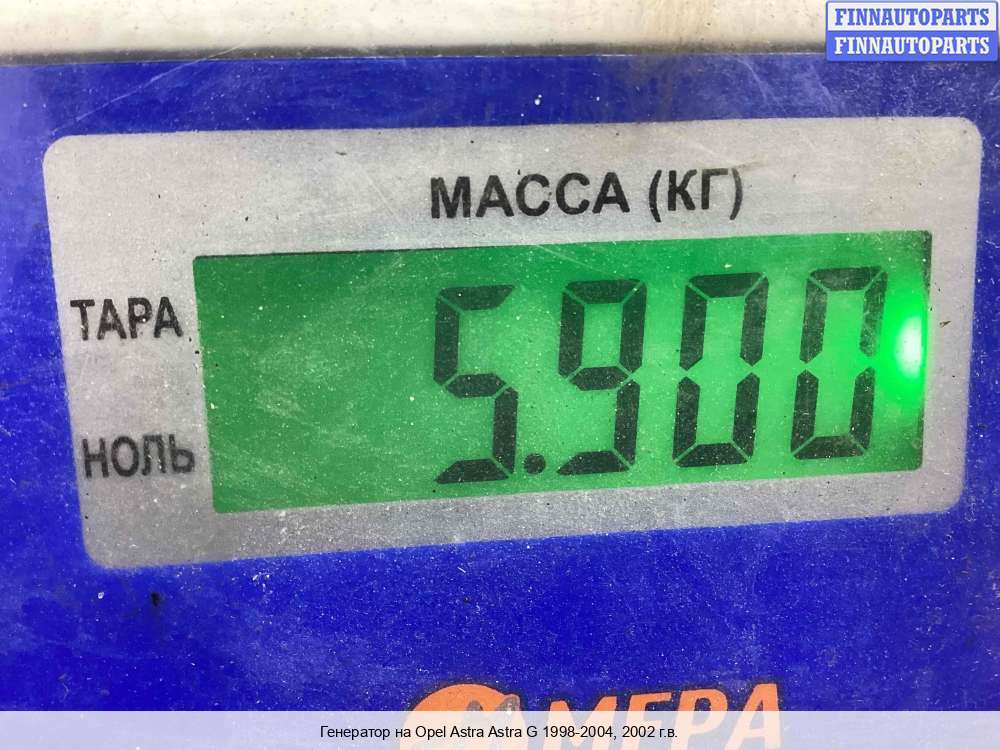 FINNAUTOPARTS
FINNAUTOPARTS
МАССА (КГ)
ТАРА
5.900
НОЛЬ
Генератор на Opel Astra Astra G 1998-2004, 2002 г.в.